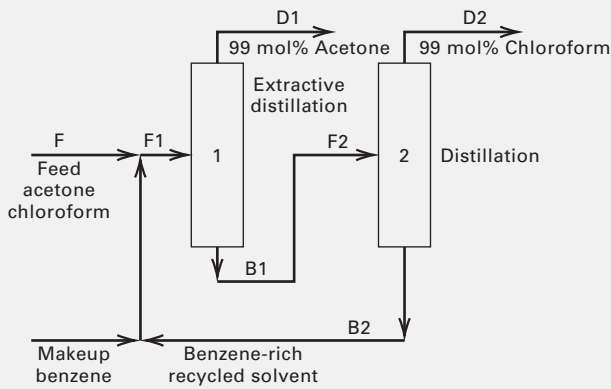 D1
99 mol% Acetone
D2
99 mol% Chloroform
Extractive
distillation
F
F1
1
F2
2
Distillation
Feed
acetone
chloroform
B1
B2
Makeup
benzene
Benzene-rich
recycled solvent